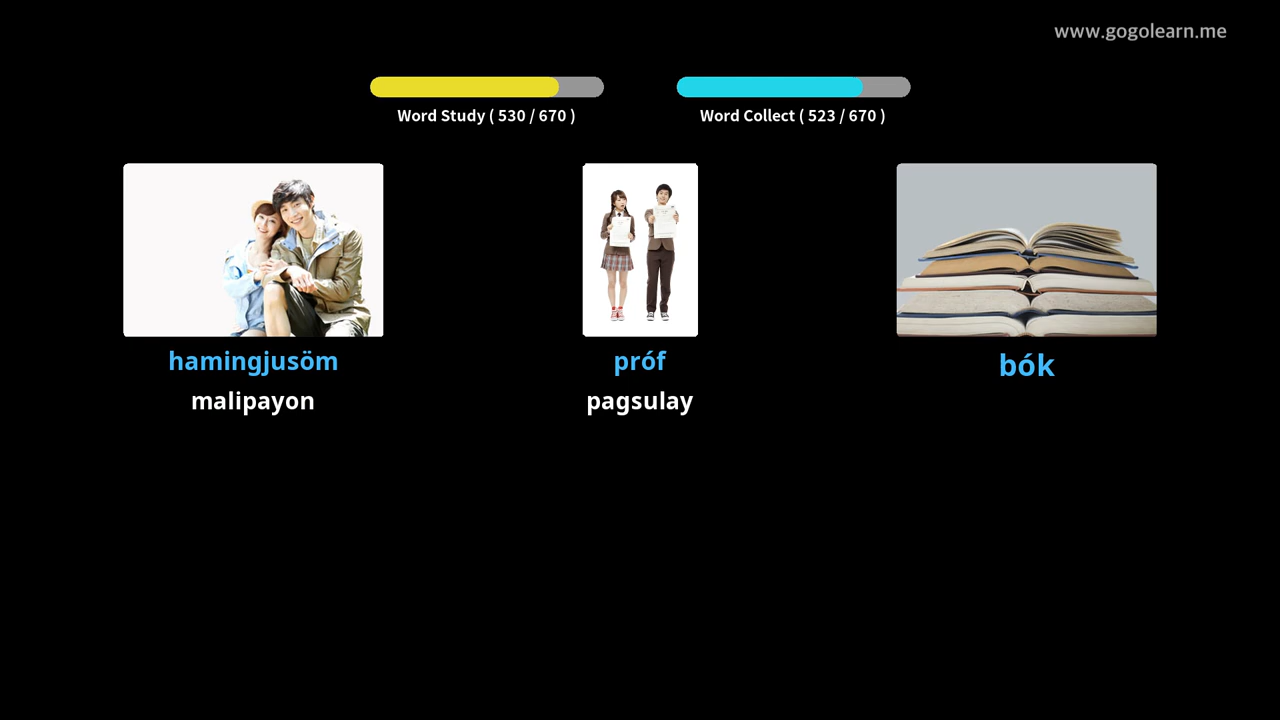 www.gogolearn.me
Word Study ( 530 / 670 )
Word Collect ( 523 / 670 )
hamingjusöm
malipayon
próf
pagsulay
bók